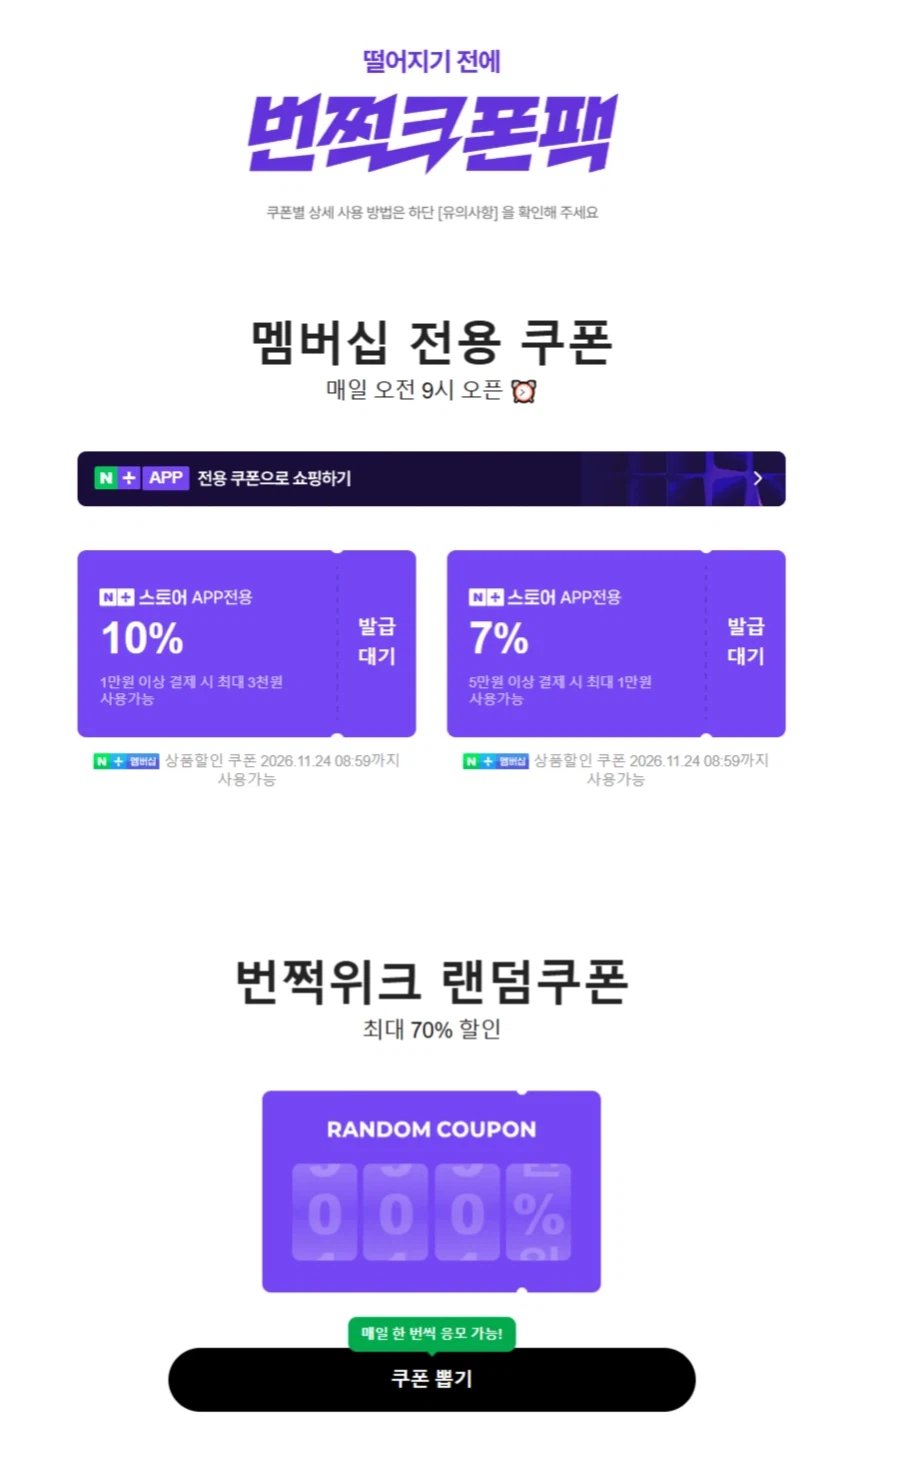 떨어지기 전에
번쩍쿠폰팩
쿠폰별 상세 사용 방법은 하단 [유의사항] 을 확인해 주세요
멤버십 전용 쿠폰
매일 오전 9시 오픈 ⏰
N+ APP 전용 쿠폰으로 쇼핑하기
N+ 스토어 APP전용
10%
1만원 이상 결제 시 최대 3천원
사용가능
발급
대기
N+ 멤버십 상품할인 쿠폰 2026.11.24 08:59까지
사용가능
N+ 스토어 APP전용
7%
5만원 이상 결제 시 최대 1만원
사용가능
발급
대기
N+ 멤버십 상품할인 쿠폰 2026.11.24 08:59까지
사용가능
번쩍위크 랜덤쿠폰
최대 70% 할인
RANDOM COUPON
0 0 0 %
매일 한 번씩 응모 가능!
쿠폰 뽑기